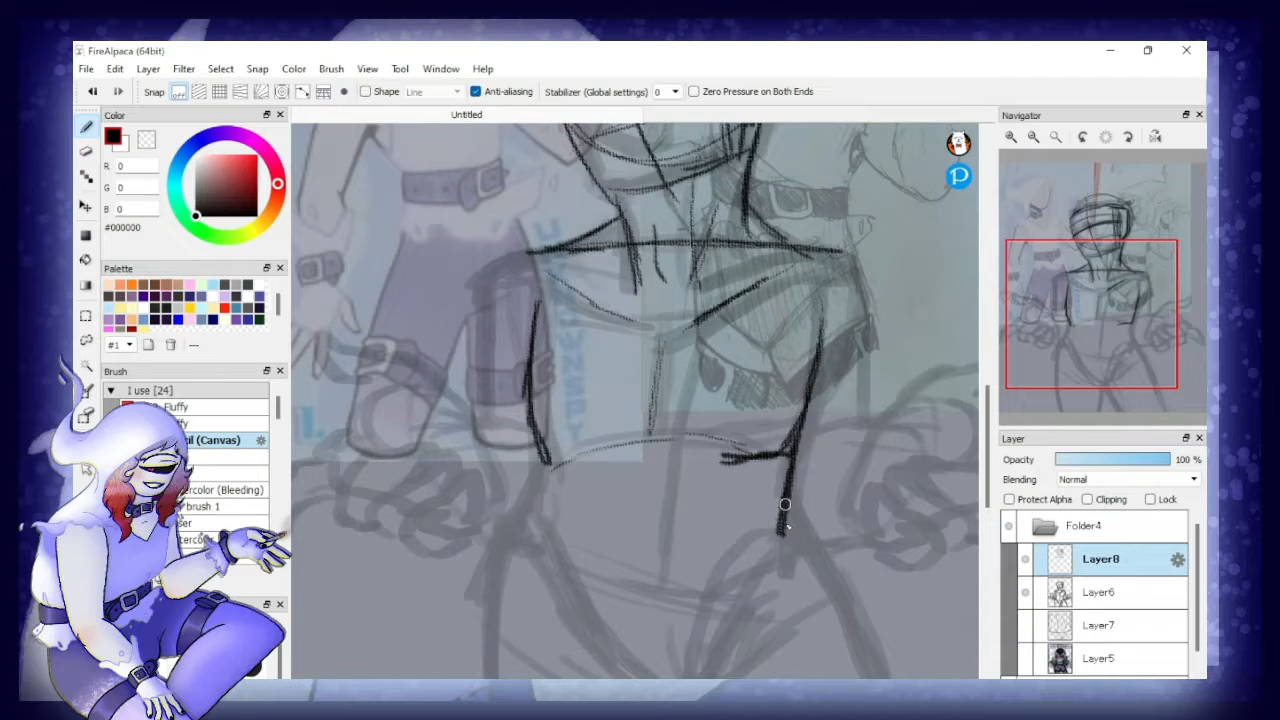 FireAlpaca (64bit)
File Edit Layer Filter Select Snap Color Brush View Tool Window Help
Snap off Shape Line Anti-aliasing Stabilizer (Global settings) 0 Zero Pressure on Both Ends
Color
Untitled
Navigator
R 0
G 0
B 0
#000000
Palette
#1 ---
Brush
I use [24]
Fluffy
il (Canvas)
ercolor (Bleeding)
brush 1
Layer
Opacity 100 %
Blending Normal
Protect Alpha Clipping Lock
Folder4
Layer8
Layer6
Layer7
Layer5